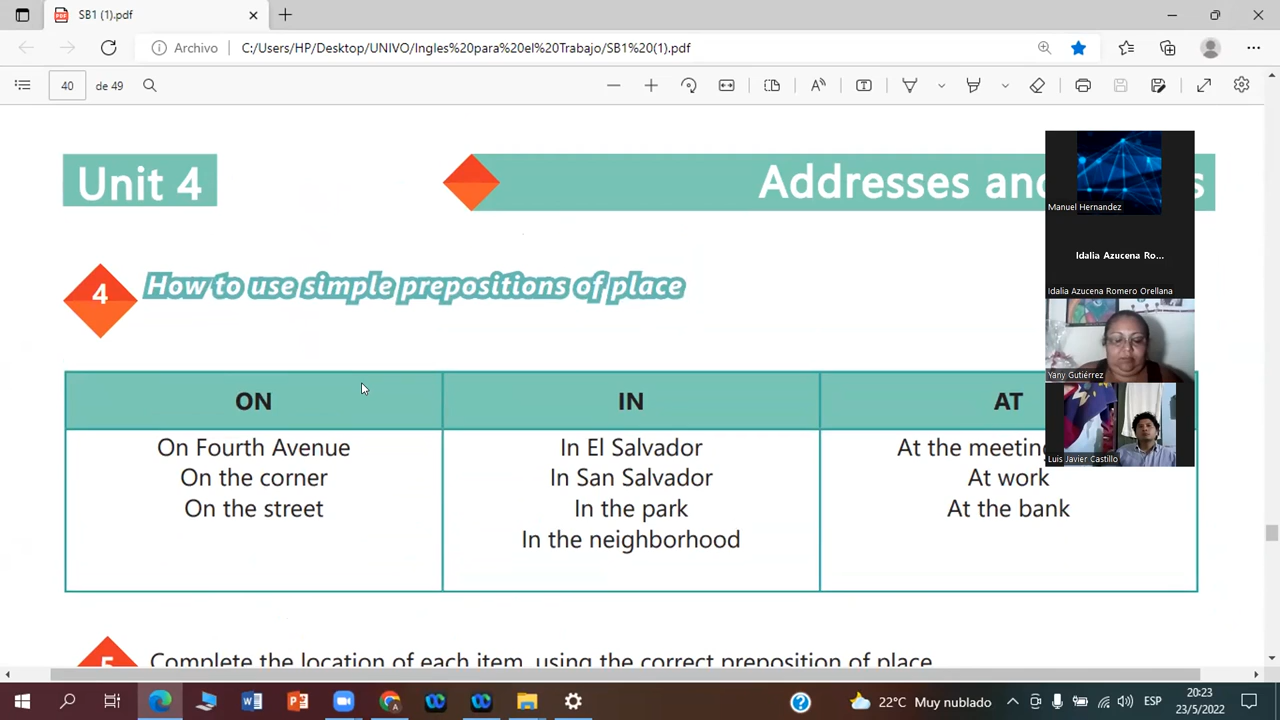 SB1 (1).pdf
Archivo
C:/Users/HP/Desktop/UNIVO/Ingles%20para%20el%20Trabajo/SB1%20(1).pdf
40 de 49
Unit 4
Addresses and
s
Manuel Hernandez
Idalia Azucena Ro...
Idalia Azucena Romero Orellana
Yany Gutiérrez
Luis Javier Castillo
4 How to use simple prepositions of place
ON IN AT
On Fourth Avenue In El Salvador At the meetin
On the corner In San Salvador At work
On the street In the park At the bank
In the neighborhood
5 Complete the location of each item, using the correct preposition of place
22°C Muy nublado ESP 20:23
23/5/2022